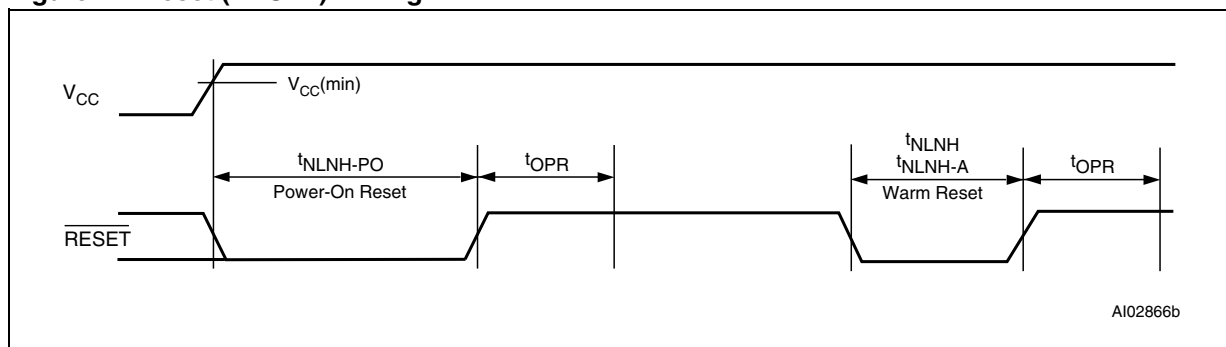 V_CC
V_CC(min)
t_NLNH-PO
Power-On Reset
t_OPR
t_NLNH
t_NLNH-A
Warm Reset
t_OPR
RESET
AI02866b